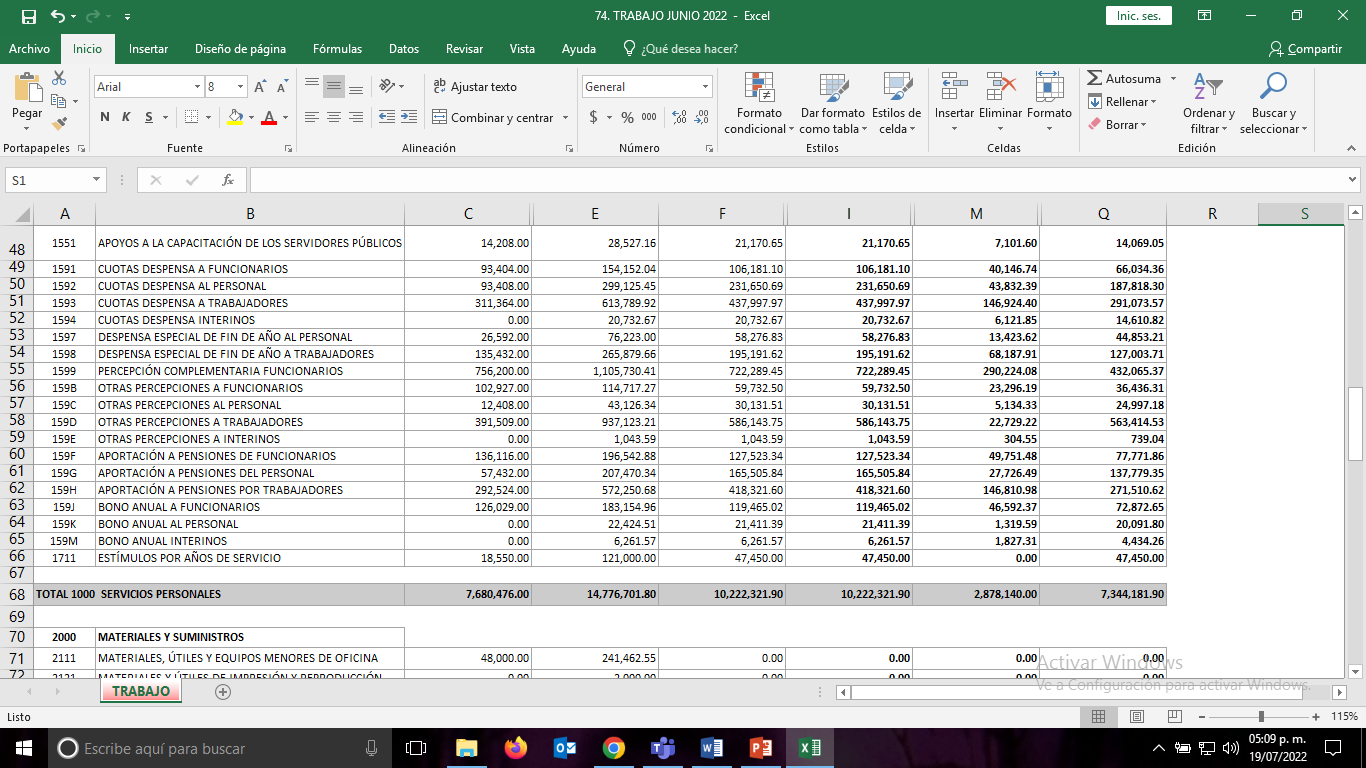 74. TRABAJO JUNIO 2022 - Excel
Inic. ses.
Archivo Inicio Insertar Diseño de página Fórmulas Datos Revisar Vista Ayuda ¿Qué desea hacer? Compartir
Pegar
Arial 8
N K S
Ajustar texto
Combinar y centrar
General
$ % 000
Formato condicional
Dar formato como tabla
Estilos de celda
Insertar Eliminar Formato
Autosuma
Rellenar
Borrar
Ordenar y filtrar
Buscar y seleccionar
Portapapeles Fuente Alineación Número Estilos Celdas Edición
S1 fx
A B C E F I M Q R S
48 1551 APOYOS A LA CAPACITACIÓN DE LOS SERVIDORES PÚBLICOS 14,208.00 28,527.16 21,170.65 21,170.65 7,101.60 14,069.05
49 1591 CUOTAS DESPENSA A FUNCIONARIOS 93,404.00 154,152.04 106,181.10 106,181.10 40,146.74 66,034.36
50 1592 CUOTAS DESPENSA AL PERSONAL 93,408.00 299,125.45 231,650.69 231,650.69 43,832.39 187,818.30
51 1593 CUOTAS DESPENSA A TRABAJADORES 311,364.00 613,789.92 437,997.97 437,997.97 146,924.40 291,073.57
52 1594 CUOTAS DESPENSA INTERINOS 0.00 20,732.67 20,732.67 20,732.67 6,121.85 14,610.82
53 1597 DESPENSA ESPECIAL DE FIN DE AÑO AL PERSONAL 26,592.00 76,223.00 58,276.83 58,276.83 13,423.62 44,853.21
54 1598 DESPENSA ESPECIAL DE FIN DE AÑO A TRABAJADORES 135,432.00 265,879.66 195,191.62 195,191.62 68,187.91 127,003.71
55 1599 PERCEPCIÓN COMPLEMENTARIA FUNCIONARIOS 756,200.00 1,105,730.41 722,289.45 722,289.45 290,224.08 432,065.37
56 159B OTRAS PERCEPCIONES A FUNCIONARIOS 102,927.00 114,717.27 59,732.50 59,732.50 23,296.19 36,436.31
57 159C OTRAS PERCEPCIONES AL PERSONAL 12,408.00 43,126.34 30,131.51 30,131.51 5,134.33 24,997.18
58 159D OTRAS PERCEPCIONES A TRABAJADORES 391,509.00 937,123.21 586,143.75 586,143.75 22,729.22 563,414.53
59 159E OTRAS PERCEPCIONES A INTERINOS 0.00 1,043.59 1,043.59 1,043.59 304.55 739.04
60 159F APORTACIÓN A PENSIONES DE FUNCIONARIOS 136,116.00 196,542.88 127,523.34 127,523.34 49,751.48 77,771.86
61 159G APORTACIÓN A PENSIONES DEL PERSONAL 57,432.00 207,470.34 165,505.84 165,505.84 27,726.49 137,779.35
62 159H APORTACIÓN A PENSIONES POR TRABAJADORES 292,524.00 572,250.68 418,321.60 418,321.60 146,810.98 271,510.62
63 159J BONO ANUAL A FUNCIONARIOS 126,029.00 183,154.96 119,465.02 119,465.02 46,592.37 72,872.65
64 159K BONO ANUAL AL PERSONAL 0.00 22,424.51 21,411.39 21,411.39 1,319.59 20,091.80
65 159M BONO ANUAL INTERINOS 0.00 6,261.57 6,261.57 6,261.57 1,827.31 4,434.26
66 1711 ESTÍMULOS POR AÑOS DE SERVICIO 18,550.00 121,000.00 47,450.00 47,450.00 0.00 47,450.00
67
68 TOTAL 1000 SERVICIOS PERSONALES 7,680,476.00 14,776,701.80 10,222,321.90 10,222,321.90 2,878,140.00 7,344,181.90
69
70 2000 MATERIALES Y SUMINISTROS
71 2111 MATERIALES, ÚTILES Y EQUIPOS MENORES DE OFICINA 48,000.00 241,462.55 0.00 0.00 0.00 0.00
72 2121 MATERIALES Y ÚTILES DE IMPRESIÓN Y REPRODUCCIÓN 0.00 2,000.00 0.00 0.00 0.00 0.00
Activar Windows
Ve a Configuración para activar Windows.
TRABAJO
Listo 115%
Escribe aquí para buscar
05:09 p. m.
19/07/2022